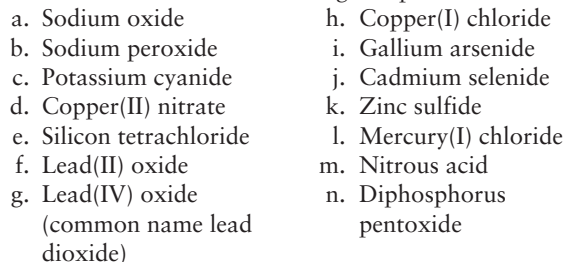 a. Sodium oxide
b. Sodium peroxide
c. Potassium cyanide
d. Copper(II) nitrate
e. Silicon tetrachloride
f. Lead(II) oxide
g. Lead(IV) oxide
(common name lead
dioxide)
h. Copper(I) chloride
i. Gallium arsenide
j. Cadmium selenide
k. Zinc sulfide
l. Mercury(I) chloride
m. Nitrous acid
n. Diphosphorus
pentoxide